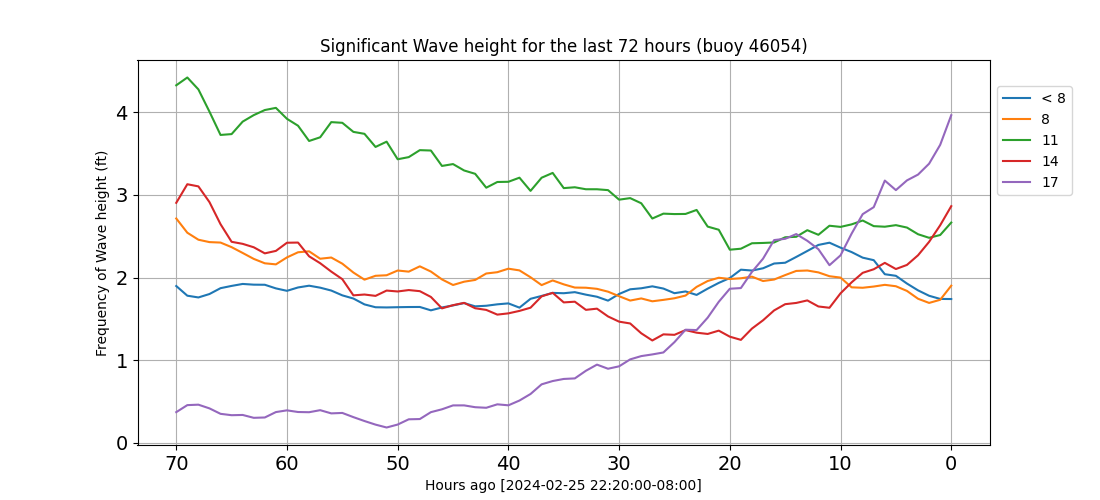 Significant Wave height for the last 72 hours (buoy 46054)
Frequency of Wave height (ft)
4
3
2
1
0
70 60 50 40 30 20 10 0
Hours ago [2024-02-25 22:20:00-08:00]
< 8
8
11
14
17